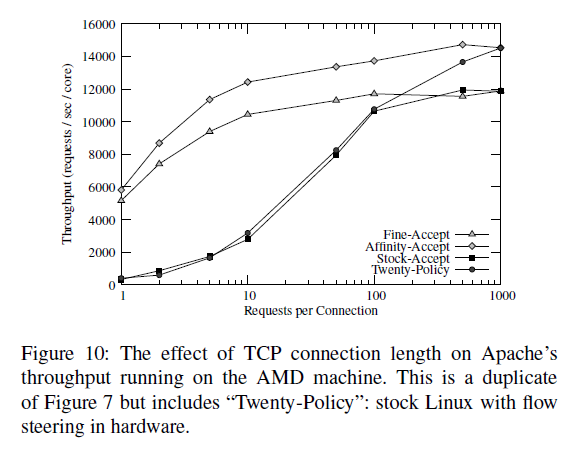 16000
14000
12000
10000
8000
6000
4000
2000
0
Throughput (requests / sec / core)
Fine-Accept
Affinity-Accept
Stock-Accept
Twenty-Policy
1 10 100 1000
Requests per Connection
Figure 10: The effect of TCP connection length on Apache's
throughput running on the AMD machine. This is a duplicate
of Figure 7 but includes “Twenty-Policy”: stock Linux with flow
steering in hardware.